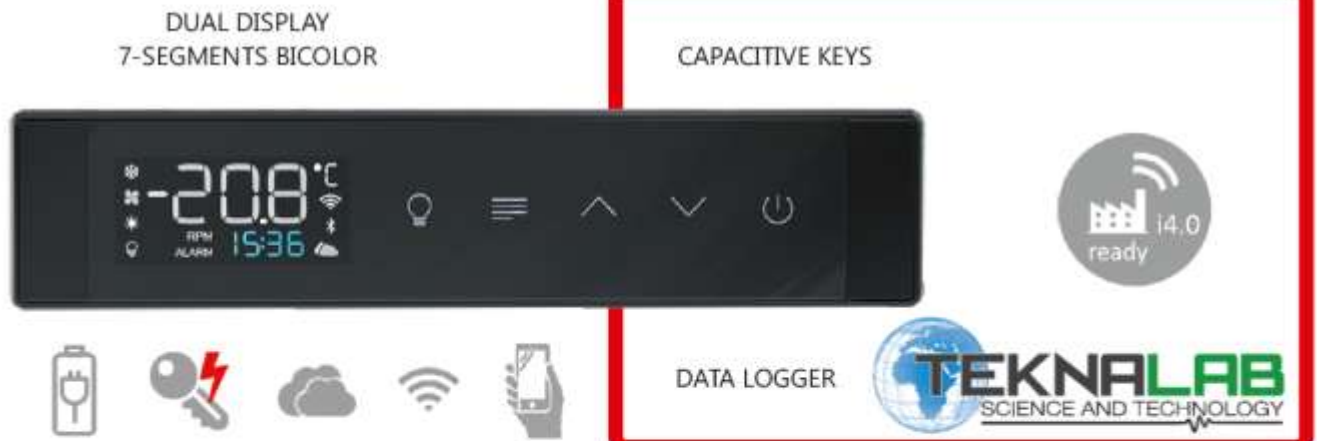 DUAL DISPLAY
7-SEGMENTS BICOLOR
CAPACITIVE KEYS
-20.8 °C
RPM
ALARM 15:36
i4.0
ready
DATA LOGGER
TEKNALAB
SCIENCE AND TECHNOLOGY